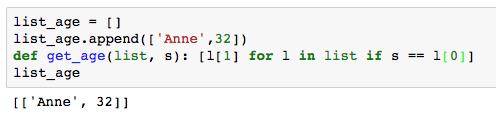 list_age = []
list_age.append(['Anne',32])
def get_age(list, s): [l[1] for l in list if s == l[0]]
list_age
[['Anne', 32]]